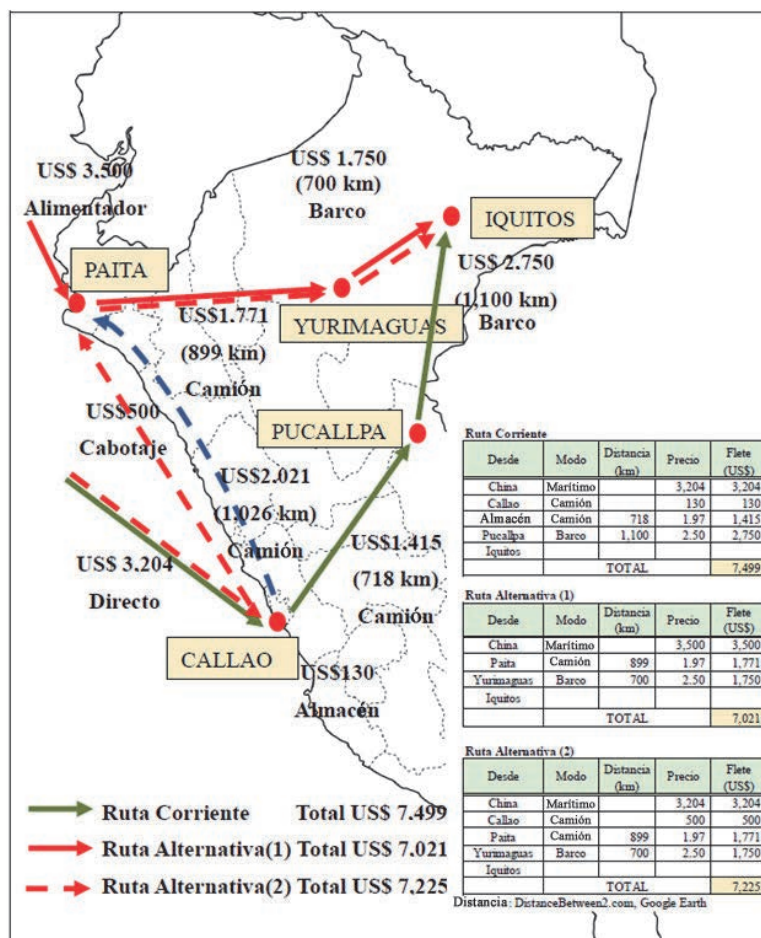 US$ 3.500
Alimentador
US$ 1.750
(700 km)
Barco
IQUITOS
PAITA
US$ 2.750
(1,100 km)
Barco
US$1.771
(899 km)
Camión
YURIMAGUAS
US$500
Cabotaje
PUCALLPA
US$2.021
(1,026 km)
Camión
US$ 3.204
Directo
US$1.415
(718 km)
Camión
CALLAO
US$130
Almacén
Ruta Corriente Total US$ 7.499
Ruta Alternativa(1) Total US$ 7.021
Ruta Alternativa(2) Total US$ 7,225
Ruta Corriente
Desde Modo Distancia (km) Precio Flete (US$)
China Marítimo 3,204 3,204
Callao Camión 130 130
Almacén Camión 718 1.97 1,415
Pucallpa Barco 1,100 2.50 2,750
Iquitos
TOTAL 7,499
Ruta Alternativa (1)
Desde Modo Distancia (km) Precio Flete (US$)
China Marítimo 3,500 3,500
Paita Camión 899 1.97 1,771
Yurimaguas Barco 700 2.50 1,750
Iquitos
TOTAL 7,021
Ruta Alternativa (2)
Desde Modo Distancia (km) Precio Flete (US$)
China Marítimo 3,204 3,204
Callao Camión 500 500
Paita Camión 899 1.97 1,771
Yurimaguas Barco 700 2.50 1,750
Iquitos
TOTAL 7,225
Distancia: DistanceBetween2.com, Google Earth